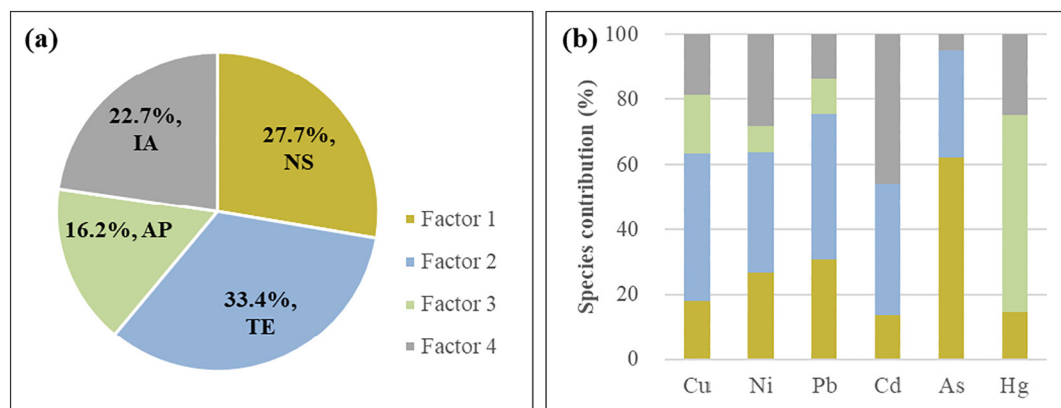 (a)
22.7%,
IA
27.7%,
NS
16.2%, AP
33.4%,
TE
Factor 1
Factor 2
Factor 3
Factor 4
(b)
Species contribution (%)
100
80
60
40
20
0
Cu Ni Pb Cd As Hg